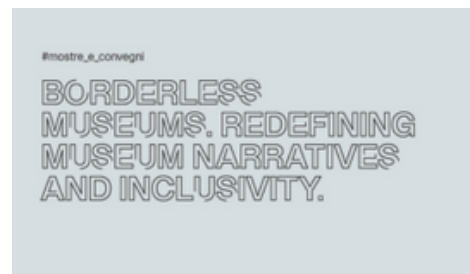 #mostre_e_convegni
BORDERLESS
MUSEUMS. REDEFINING
MUSEUM NARRATIVES
AND INCLUSIVITY.